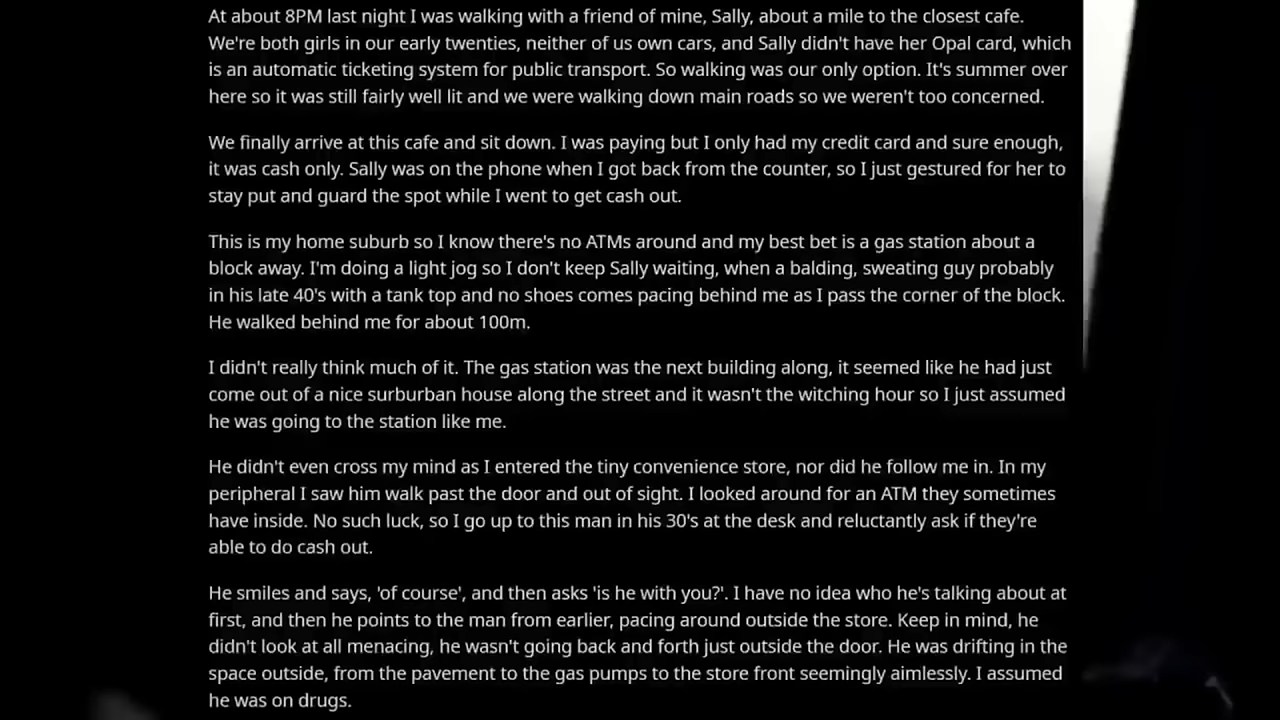 At about 8PM last night I was walking with a friend of mine, Sally, about a mile to the closest cafe.
We're both girls in our early twenties, neither of us own cars, and Sally didn't have her Opal card, which
is an automatic ticketing system for public transport. So walking was our only option. It's summer over
here so it was still fairly well lit and we were walking down main roads so we weren't too concerned.
We finally arrive at this cafe and sit down. I was paying but I only had my credit card and sure enough,
it was cash only. Sally was on the phone when I got back from the counter, so I just gestured for her to
stay put and guard the spot while I went to get cash out.
This is my home suburb so I know there's no ATMs around and my best bet is a gas station about a
block away. I'm doing a light jog so I don't keep Sally waiting, when a balding, sweating guy probably
in his late 40's with a tank top and no shoes comes pacing behind me as I pass the corner of the block.
He walked behind me for about 100m.
I didn't really think much of it. The gas station was the next building along, it seemed like he had just
come out of a nice surburban house along the street and it wasn't the witching hour so I just assumed
he was going to the station like me.
He didn't even cross my mind as I entered the tiny convenience store, nor did he follow me in. In my
peripheral I saw him walk past the door and out of sight. I looked around for an ATM they sometimes
have inside. No such luck, so I go up to this man in his 30's at the desk and reluctantly ask if they're
able to do cash out.
He smiles and says, 'of course', and then asks 'is he with you?'. I have no idea who he's talking about at
first, and then he points to the man from earlier, pacing around outside the store. Keep in mind, he
didn't look at all menacing, he wasn't going back and forth just outside the door. He was drifting in the
space outside, from the pavement to the gas pumps to the store front seemingly aimlessly. I assumed
he was on drugs.